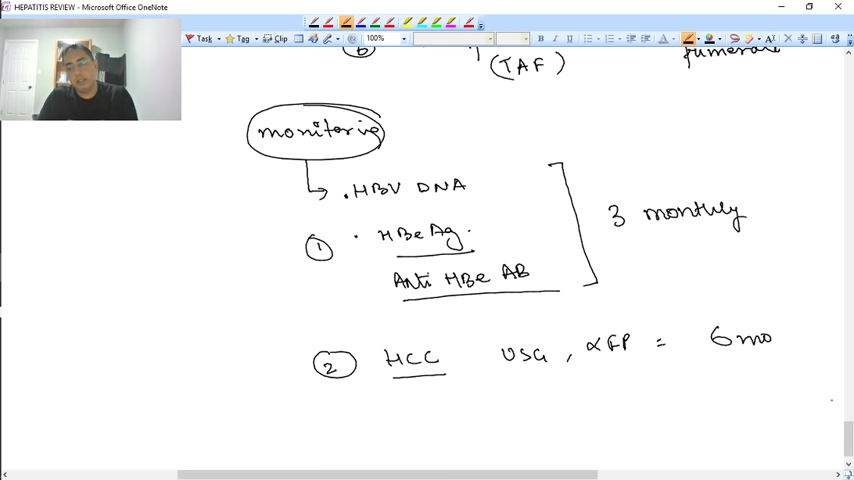 HEPATITIS REVIEW - Microsoft Office OneNote
Task Tag Clip 100% B I U
(TAF) fumerate
monitoring
. HBV DNA
① . HBeAg.
Anti HBe AB
3 monthly
② HCC USG, αFP = 6 mo